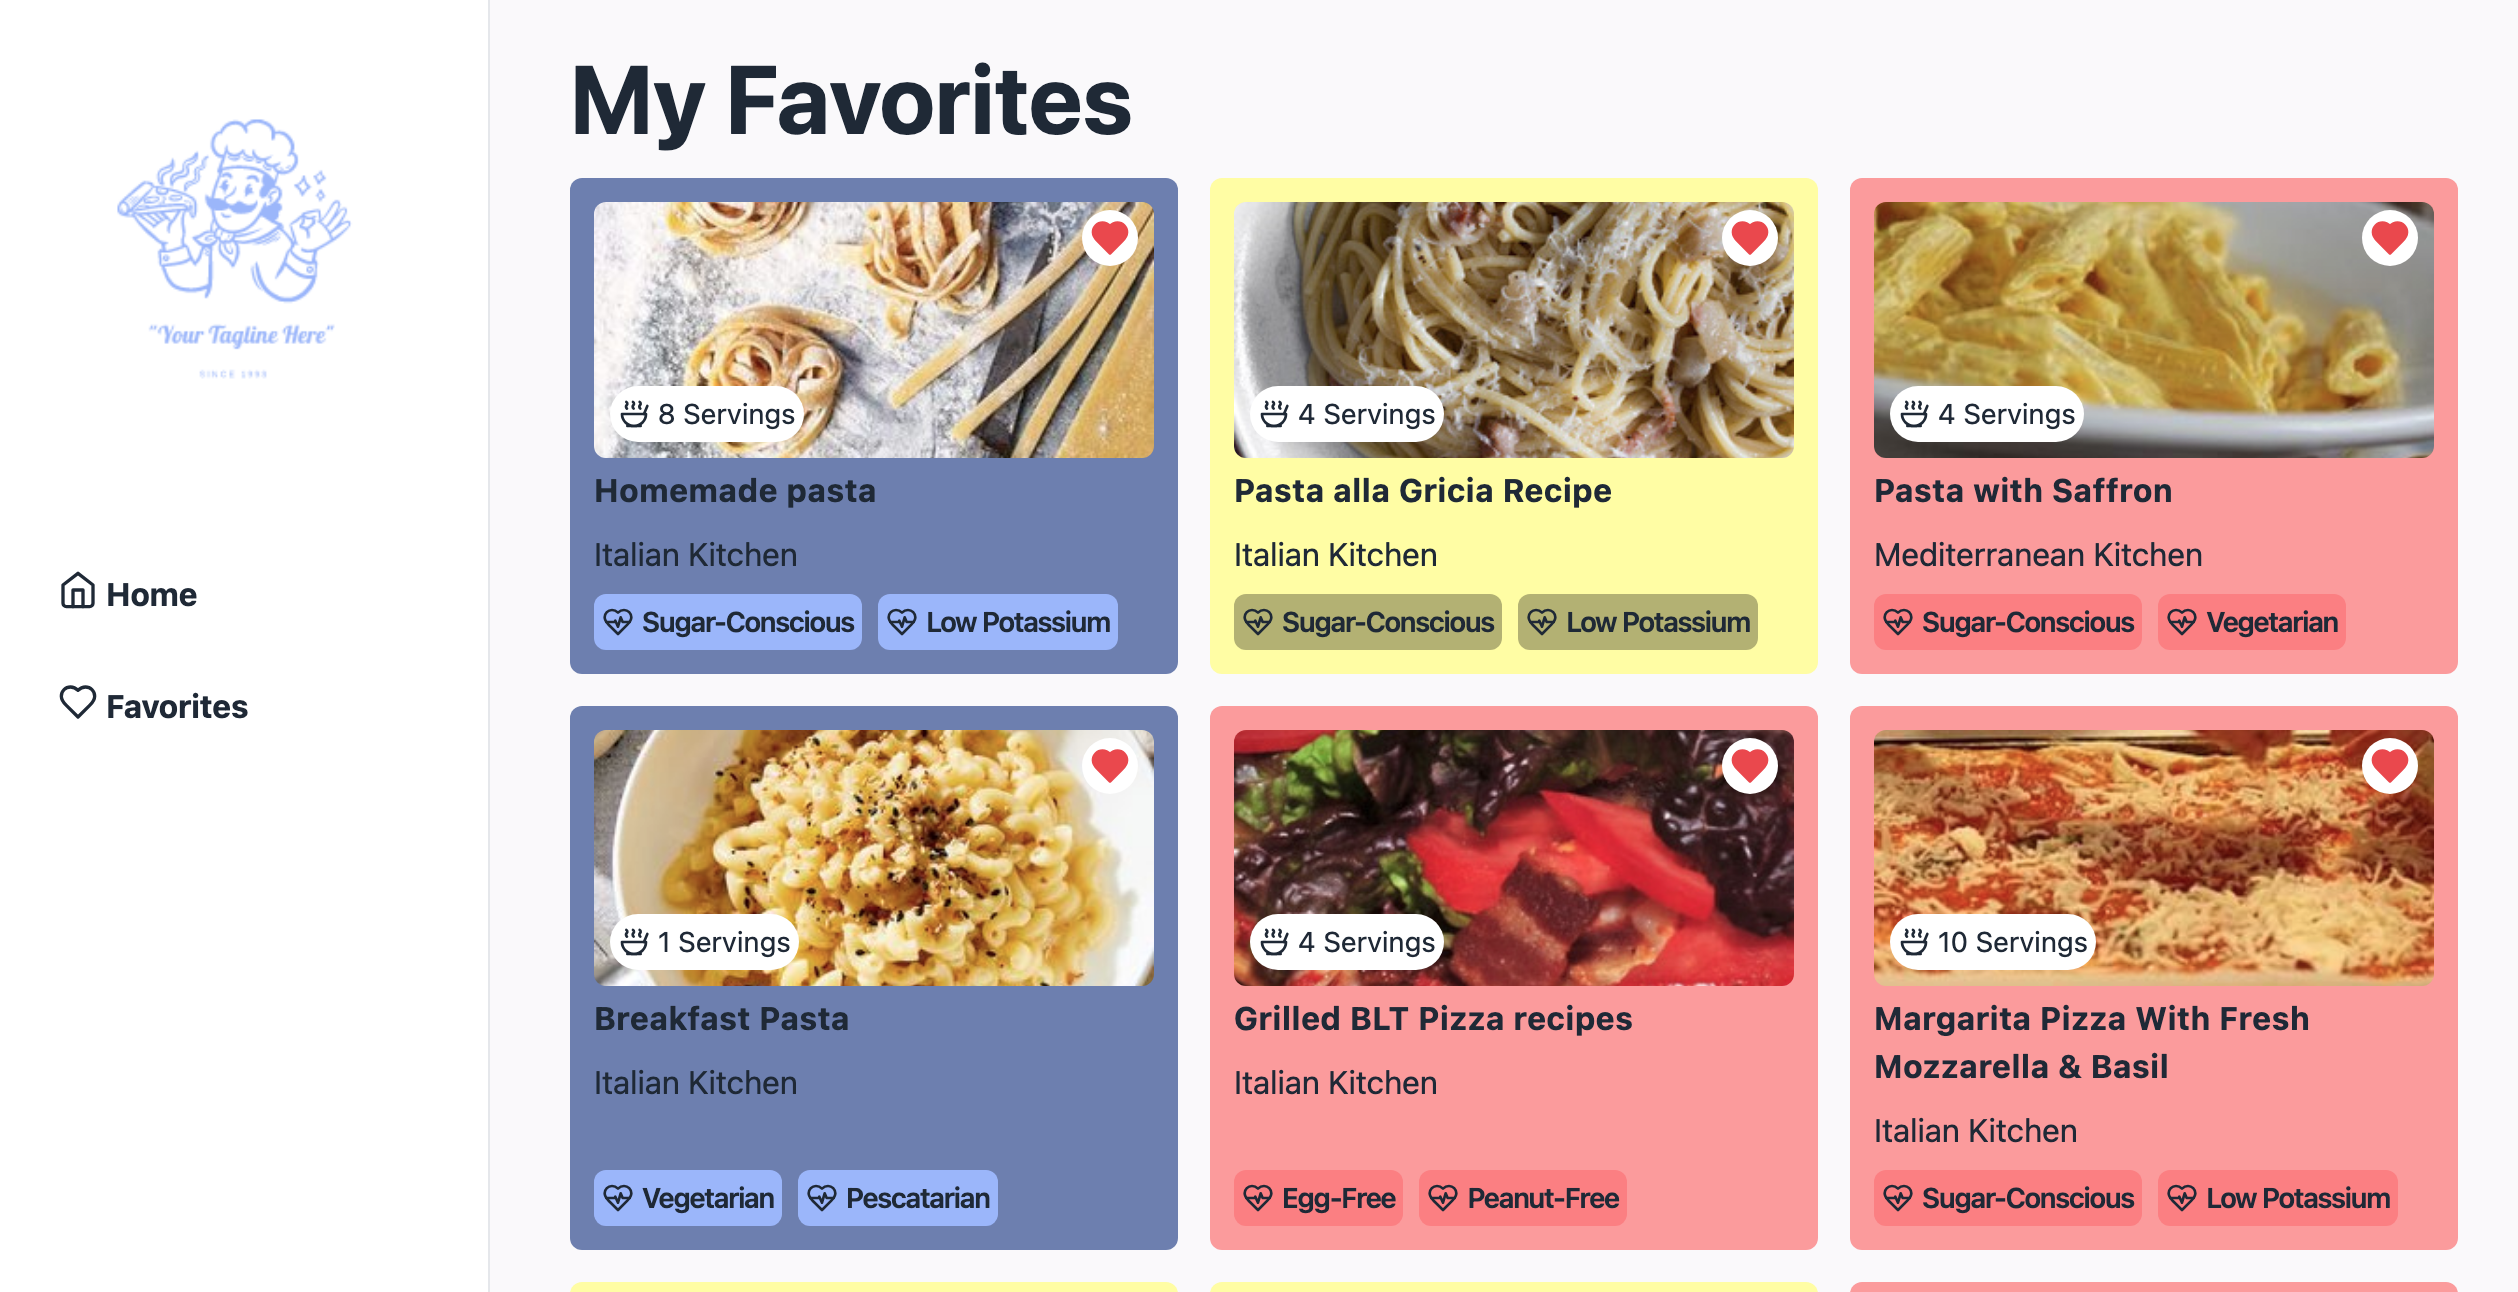 "Your Tagline Here"
SINCE 1993
Home
Favorites
My Favorites
8 Servings
Homemade pasta
Italian Kitchen
Sugar-Conscious
Low Potassium
4 Servings
Pasta alla Gricia Recipe
Italian Kitchen
Sugar-Conscious
Low Potassium
4 Servings
Pasta with Saffron
Mediterranean Kitchen
Sugar-Conscious
Vegetarian
1 Servings
Breakfast Pasta
Italian Kitchen
Vegetarian
Pescatarian
4 Servings
Grilled BLT Pizza recipes
Italian Kitchen
Egg-Free
Peanut-Free
10 Servings
Margarita Pizza With Fresh
Mozzarella & Basil
Italian Kitchen
Sugar-Conscious
Low Potassium